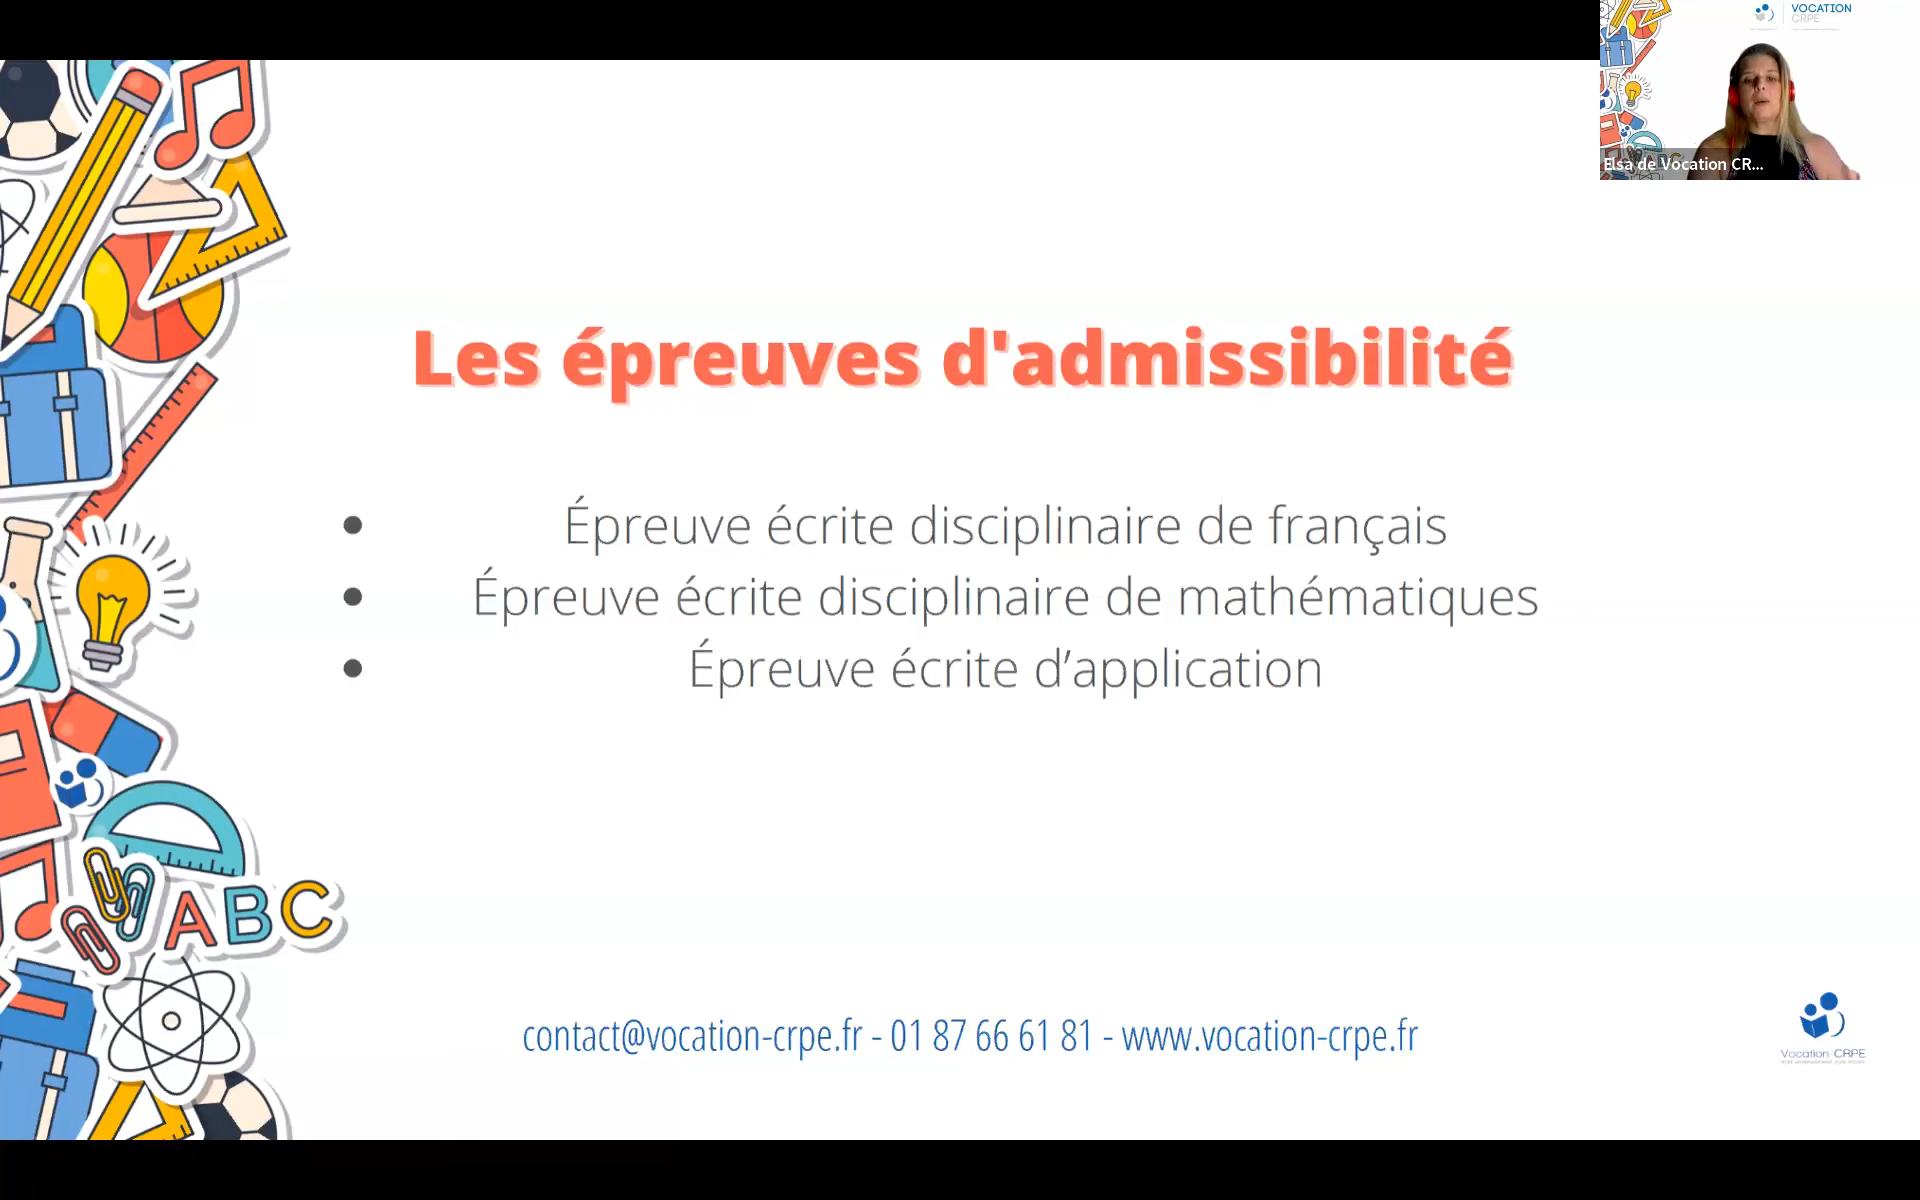 VOCATION
CRPE
Elsa de Vocation CR...
Les épreuves d'admissibilité
• Épreuve écrite disciplinaire de français
• Épreuve écrite disciplinaire de mathématiques
• Épreuve écrite d’application
ABC
contact@vocation-crpe.fr - 01 87 66 61 81 - www.vocation-crpe.fr
Vocation-CRPE